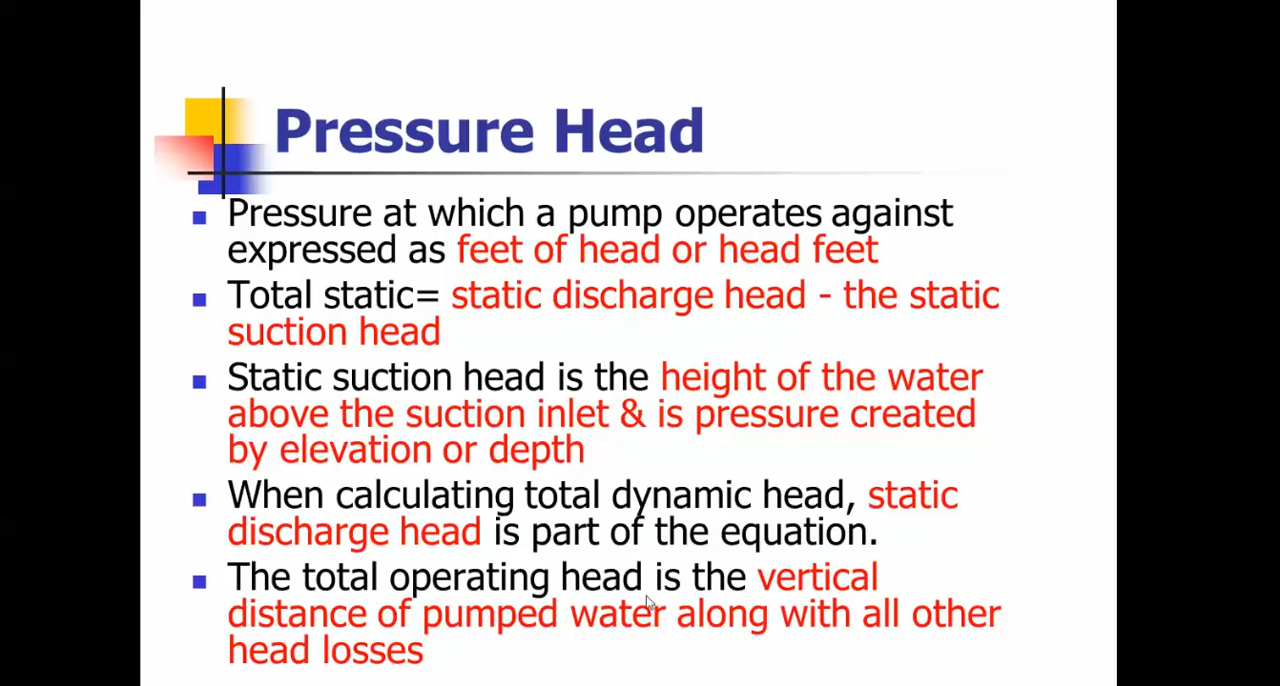 Pressure Head
Pressure at which a pump operates against
expressed as feet of head or head feet
Total static= static discharge head - the static
suction head
Static suction head is the height of the water
above the suction inlet & is pressure created
by elevation or depth
When calculating total dynamic head, static
discharge head is part of the equation.
The total operating head is the vertical
distance of pumped water along with all other
head losses